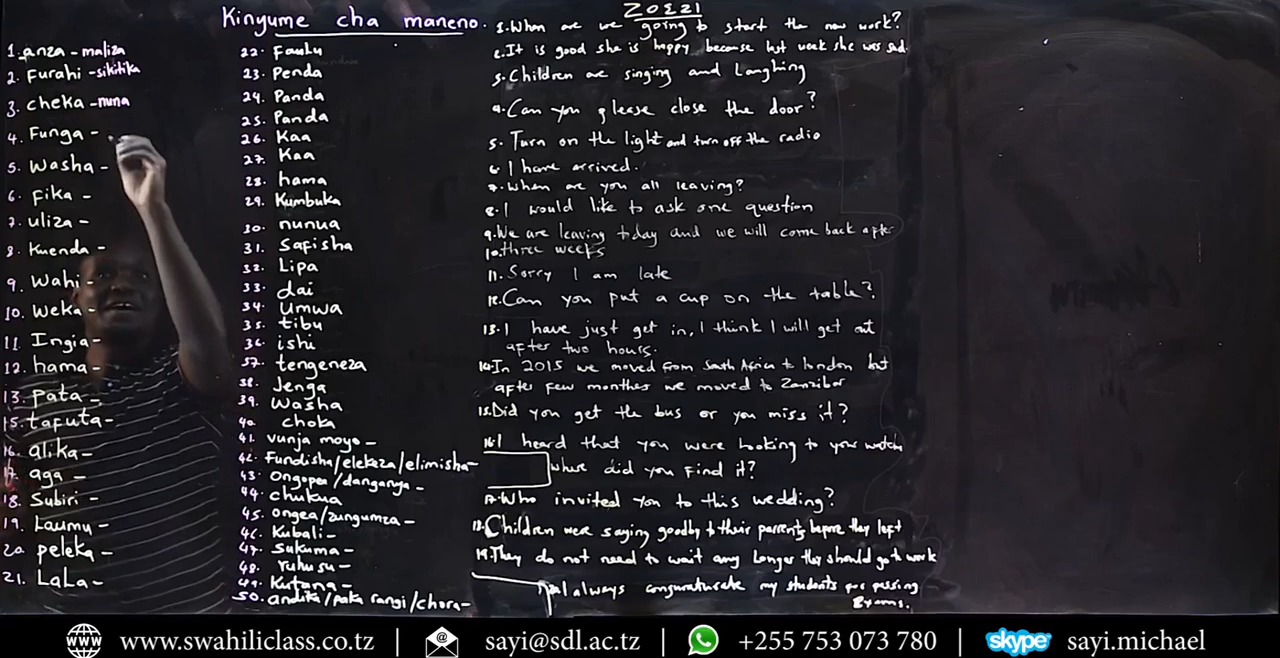 Kinyume cha maneno.
1. anza - maliza
2. Furahi - sikitika
3. cheka - nuna
4. Funga -
5. Washa -
6. Fika -
7. uliza -
8. Kuenda -
9. Wahi -
10. Weka -
11 Ingia -
12. hama -
13. pata -
15. tafuta -
16. alika -
17. aga -
18. Subiri -
19. Laumu -
20. peleka -
21. LaLa -
22. Faulu
23. Penda
24. Panda
25. Panda
26. Kaa
27. Kaa
28. hama
29. Kumbuka
30. nunua
31. Safisha
32. Lipa
33. dai
34. umwa
35. tibu
36. ishi
37. tengeneza
38. Jenga
39. Washa
40. choka
41. vunja moyo -
42. Fundisha/elekeza/elimisha -
43. Ongopea/danganya -
44. chukua
45. ongea/zungumza -
46. Kubali -
47. Sukuma -
48. ruhusu -
49. Kutana -
50. andika/paka rangi/chora -
1. When are we going to start the new work?
2. It is good she is happy because last week she was sad.
3. Children are singing and Laughing
4. Can you please close the door?
5. Turn on the light and turn off the radio
6. I have arrived.
7. When are you all leaving?
8. I would like to ask one question
9. We are leaving today and we will come back after
10. three weeks
11. Sorry I am late
12. Can you put a cup on the table?
13. I have just get in, I think I will get out
after two hours.
14. In 2015 we moved from South Africa to london but
after few monthes we moved to Zanzibar
15. Did you get the bus or you miss it?
16. I heard that you were looking to your watch
where did you find it?
17. Who invited you to this wedding?
18. Children were saying goodby to their parrents before they left
19. They do not need to wait any Longer they should go to work
I always my students for passing
Exams.
www.swahiliclass.co.tz | sayi@sdl.ac.tz | +255 753 073 780 | skype sayi.michael